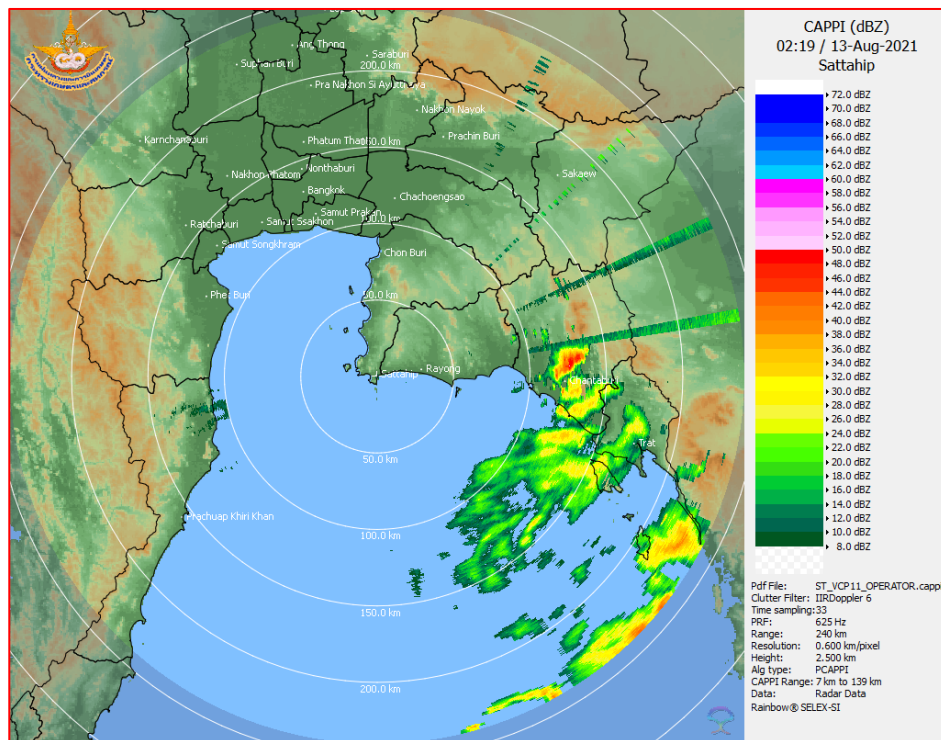 CAPPI (dBZ)
02:19 / 13-Aug-2021
Sattahip
72.0 dBZ
70.0 dBZ
68.0 dBZ
66.0 dBZ
64.0 dBZ
62.0 dBZ
60.0 dBZ
58.0 dBZ
56.0 dBZ
54.0 dBZ
52.0 dBZ
50.0 dBZ
48.0 dBZ
46.0 dBZ
44.0 dBZ
42.0 dBZ
40.0 dBZ
38.0 dBZ
36.0 dBZ
34.0 dBZ
32.0 dBZ
30.0 dBZ
28.0 dBZ
26.0 dBZ
24.0 dBZ
22.0 dBZ
20.0 dBZ
18.0 dBZ
16.0 dBZ
14.0 dBZ
12.0 dBZ
10.0 dBZ
8.0 dBZ
Pdf File: ST_VCP11_OPERATOR.cappi
Clutter Filter: IIRDoppler 6
Time sampling:33
PRF: 625 Hz
Range: 240 km
Resolution: 0.600 km/pixel
Height: 2.500 km
Alg type: PCAPPI
CAPPI Range: 7 km to 139 km
Data: Radar Data
Rainbow® SELEX-SI
Ang Thong
Saraburi
Suphan Buri
200.0 km
Pra Nakhon Si Ayutthaya
Nakhon Nayok
Prachin Buri
Karnchanaburi
Phatum Thani
Nonthaburi
Nakhon Phatom
Sakaew
Bangkok
Chachoengsao
Samut Prakan
Ratchaburi
Samut Ssakhon
100.0 km
Samut Songkhram
Chon Buri
Phet Buri
50.0 km
Rayong
Sattahip
Chantaburi
Trat
50.0 km
Prachuap Khiri Khan
100.0 km
150.0 km
200.0 km